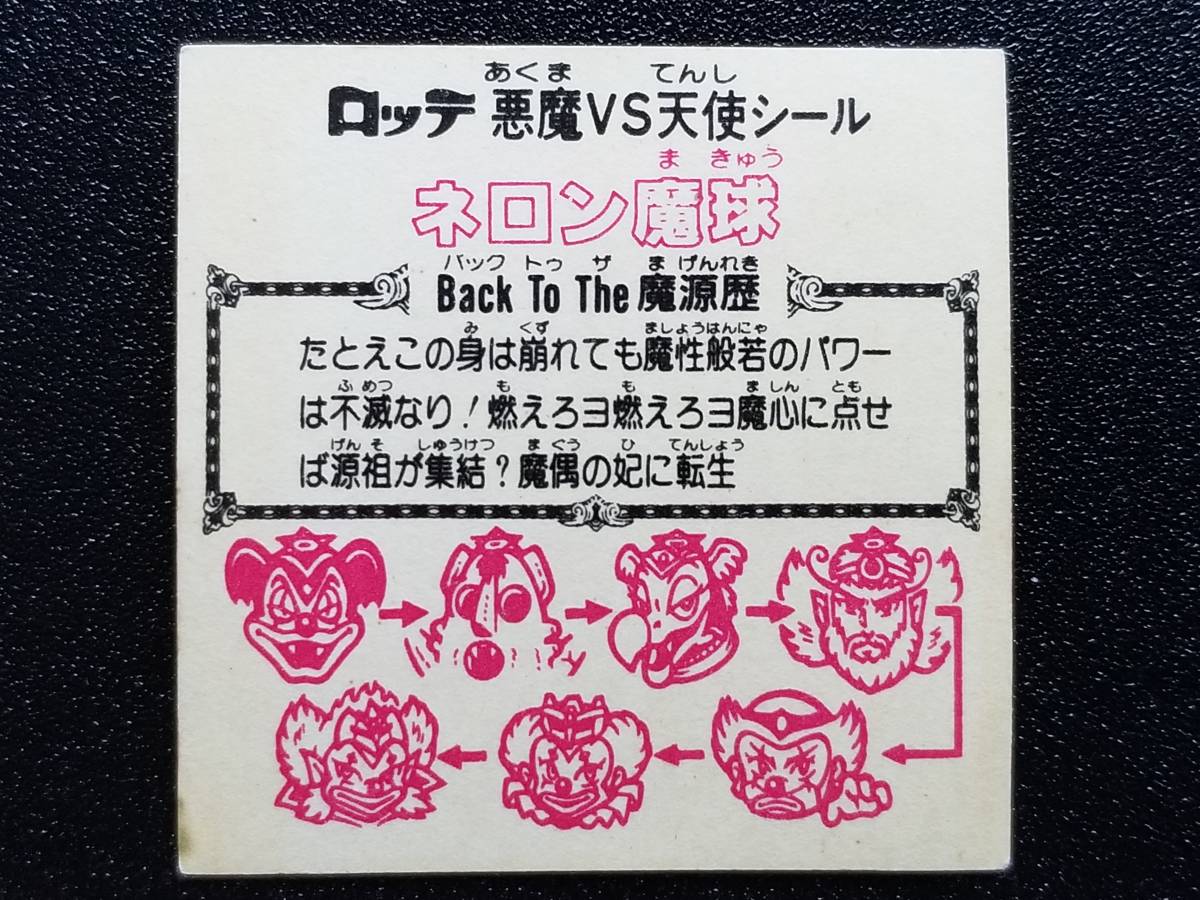 あくま てんし
ロッテ 悪魔VS天使シール
ま きゅう
ネロン魔球
バック トゥ ザ ま げんれき
Back To The 魔源歴
み くず ましょうはんにゃ
たとえこの身は崩れても魔性般若のパワー
ふ めつ も も ま しん とも
は不滅なり！燃えろヨ燃えろヨ魔心に点せ
げん そ しゅうけつ ま ぐう ひ てんしょう
ば源祖が集結？魔偶の妃に転生